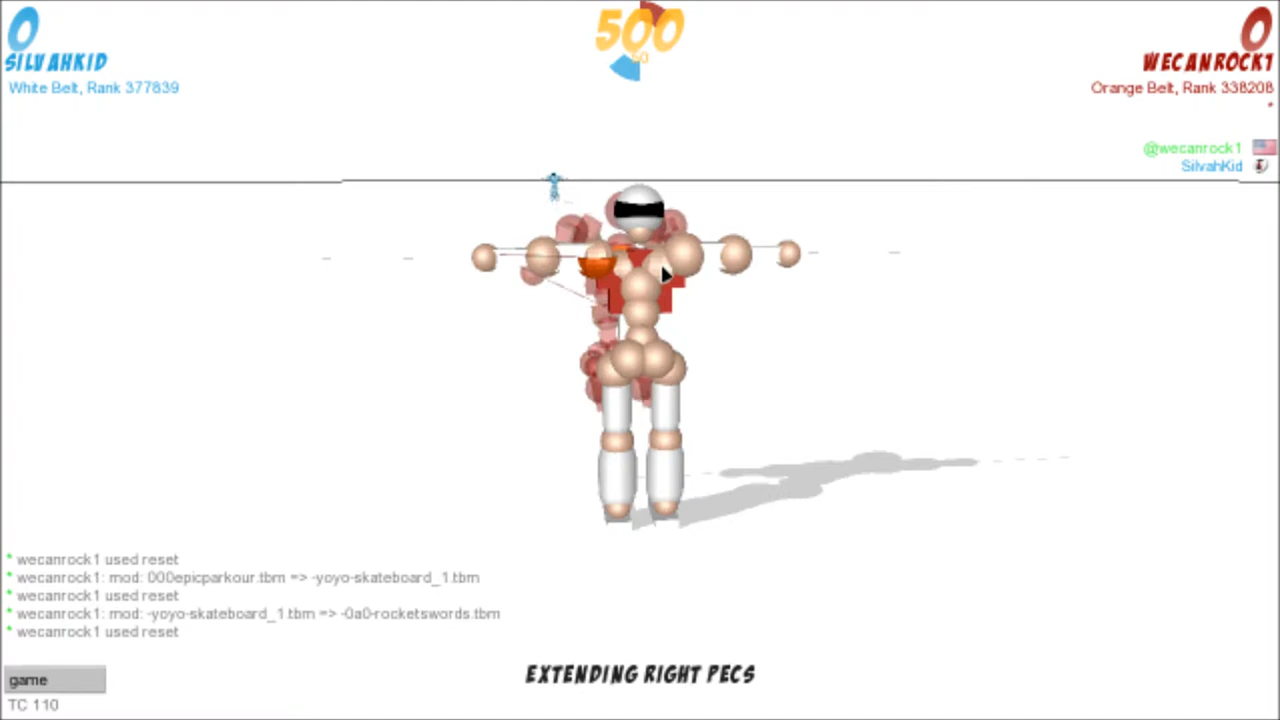 0
SILVAHKID
White Belt, Rank 377839
500
0
WECANROCK1
Orange Belt, Rank 338208
@wecanrock1
SilvahKid
* wecanrock1 used reset
* wecanrock1: mod: 000epicparkour.tbm => -yoyo-skateboard_1.tbm
* wecanrock1 used reset
* wecanrock1: mod: -yoyo-skateboard_1.tbm => -0a0-rocketswords.tbm
* wecanrock1 used reset
EXTENDING RIGHT PECS
game
TC 110